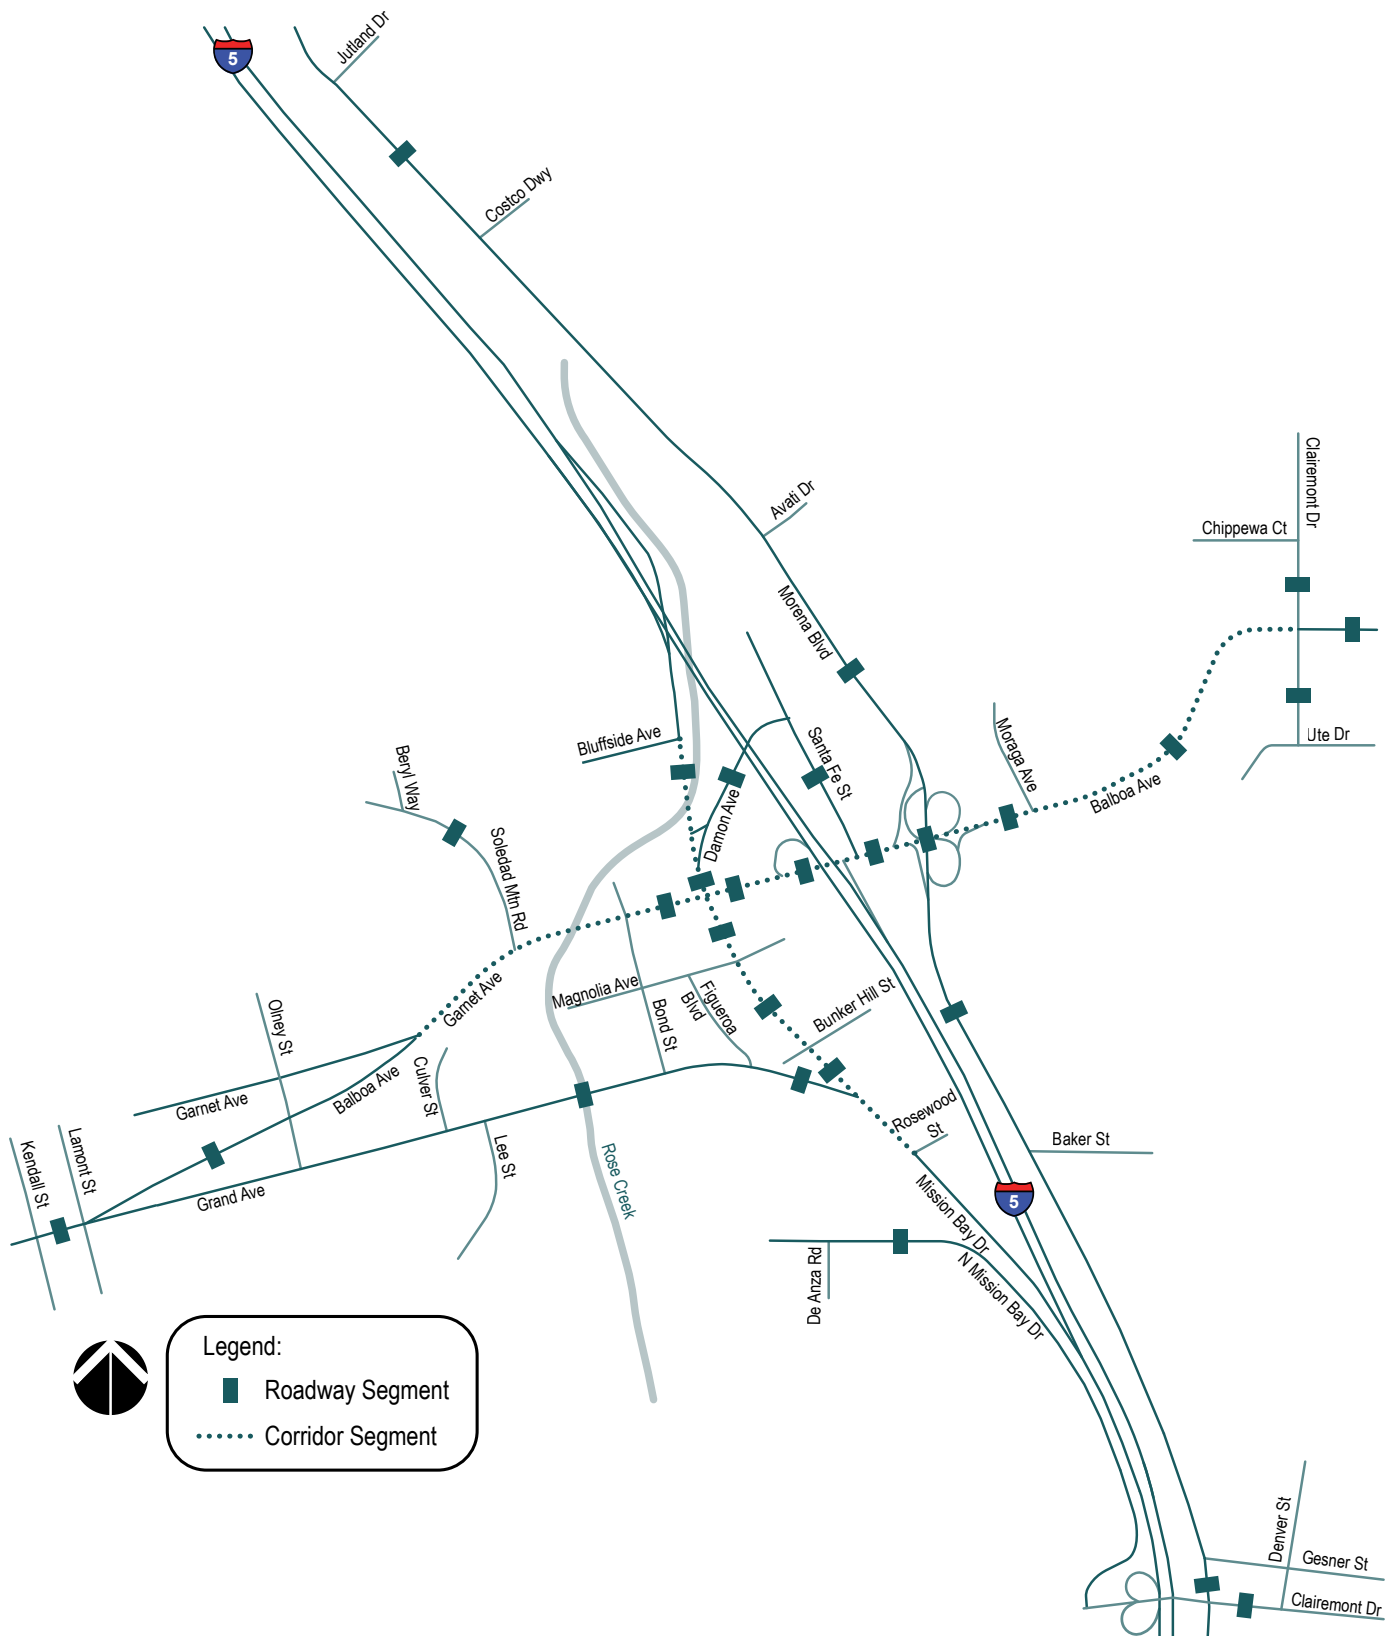 5
Jutland Dr
Costco Dwy
Avati Dr
Clairemont Dr
Chippewa Ct
Morena Blvd
Ute Dr
Moraga Ave
Balboa Ave
Santa Fe St
Bluffside Ave
Damon Ave
Beryl Way
Soledad Mtn Rd
Garnet Ave
Magnolia Ave
Figueroa
Blvd
Bond St
Bunker Hill St
Olney St
Culver St
Balboa Ave
Garnet Ave
Rosewood
St
Baker St
Kendall St
Lamont St
Grand Ave
Lee St
Rose Creek
5
Mission Bay Dr
N Mission Bay Dr
De Anza Rd
Legend:
Roadway Segment
Corridor Segment
Denver St
Gesner St
Clairemont Dr